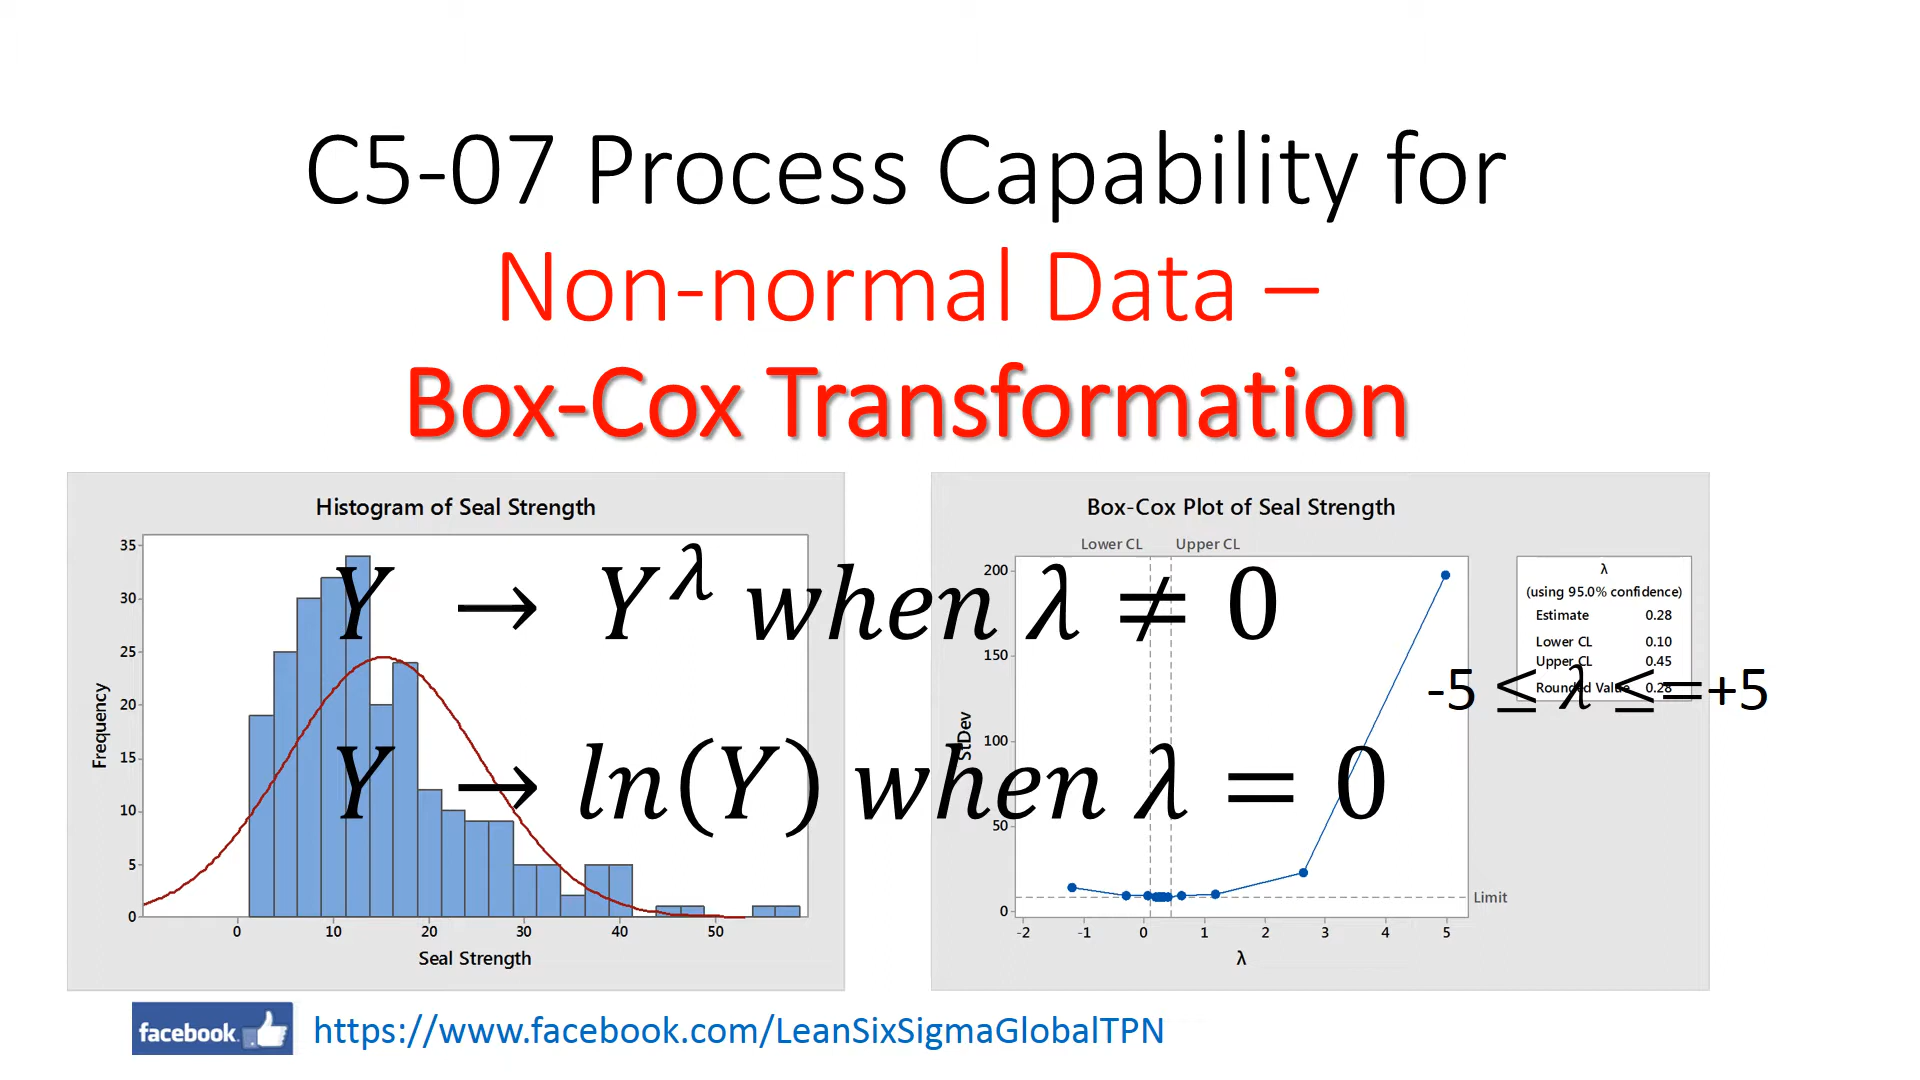 C5-07 Process Capability for
Non-normal Data –
Box-Cox Transformation
Histogram of Seal Strength
35
30
25
20
15
10
5
0
Frequency
0 10 20 30 40 50
Seal Strength
Box-Cox Plot of Seal Strength
Lower CL Upper CL
200
150
100
50
0
StDev
-2 -1 0 1 2 3 4 5
λ
Limit
λ
(using 95.0% confidence)
Estimate 0.28
Lower CL 0.10
Upper CL 0.45
Rounded Value 0.28
Y → Y^λ when λ ≠ 0
-5 ≤ λ ≤=+5
Y → ln(Y) when λ = 0
facebook.
https://www.facebook.com/LeanSixSigmaGlobalTPN